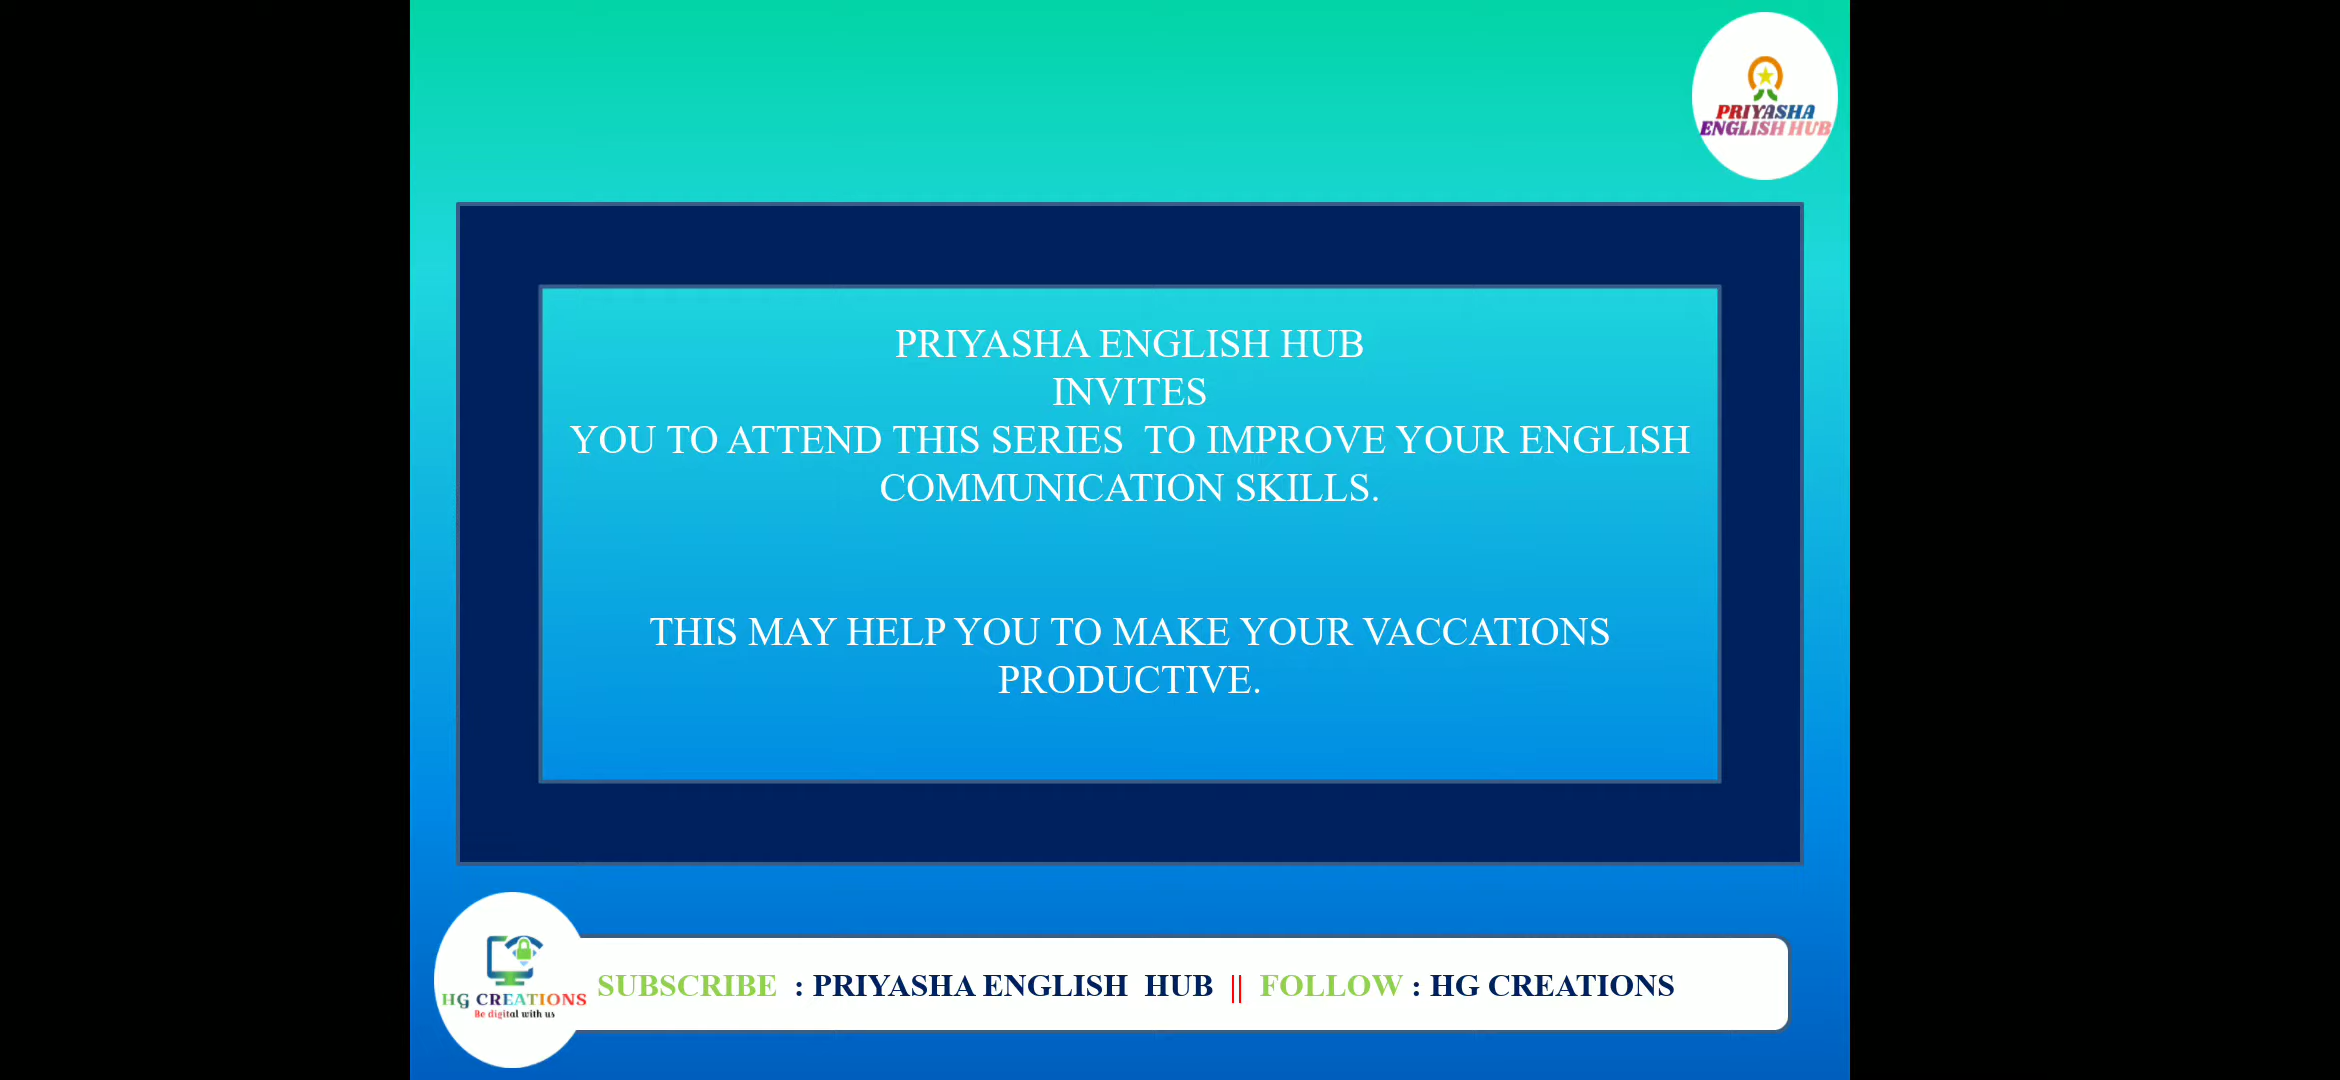 PRIYASHA
ENGLISH HUB
PRIYASHA ENGLISH HUB
INVITES
YOU TO ATTEND THIS SERIES  TO IMPROVE YOUR ENGLISH
COMMUNICATION SKILLS.
THIS MAY HELP YOU TO MAKE YOUR VACCATIONS
PRODUCTIVE.
HG CREATIONS
Be digital with us
SUBSCRIBE  : PRIYASHA ENGLISH  HUB  ||  FOLLOW : HG CREATIONS